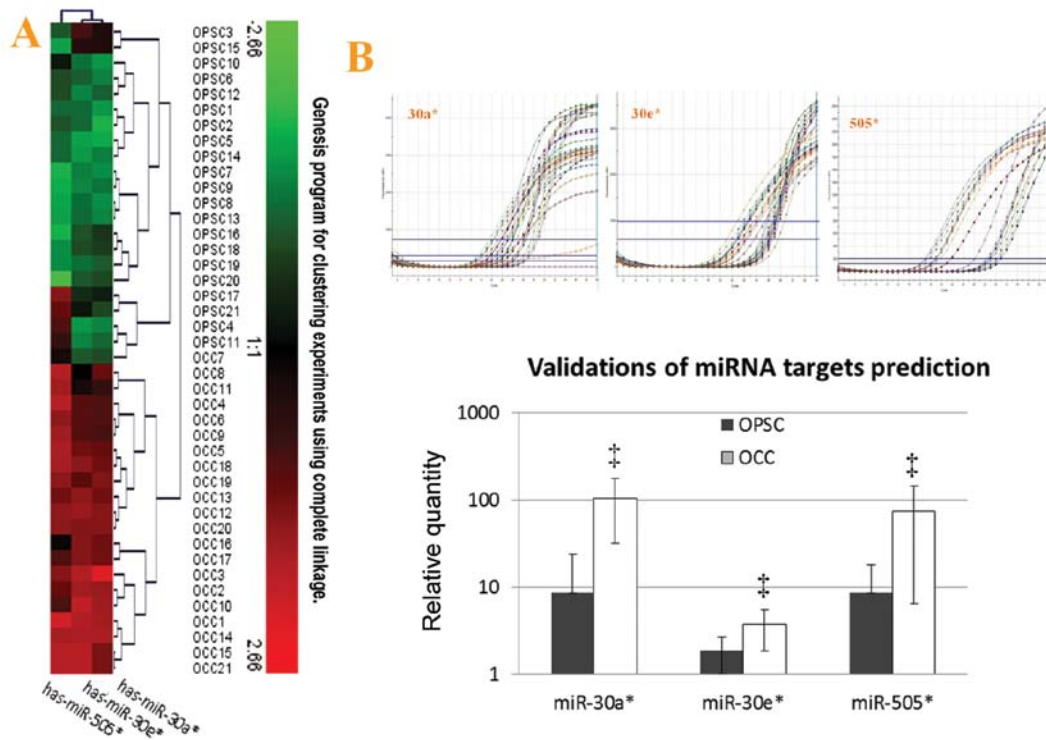 A
OPSC3
OPSC15
OPSC10
OPSC6
OPSC12
OPSC1
OPSC2
OPSC5
OPSC14
OPSC7
OPSC9
OPSC8
OPSC13
OPSC16
OPSC18
OPSC19
OPSC20
OPSC17
OPSC21
OPSC4
OPSC11
OCC7
OCC8
OCC11
OCC4
OCC6
OCC9
OCC5
OCC18
OCC19
OCC13
OCC12
OCC20
OCC16
OCC17
OCC3
OCC2
OCC10
OCC1
OCC14
OCC15
OCC21
has-miR-505*
has-miR-30e*
has-miR-30a*
-2.66
1:1
2.66
Genesis program for clustering experiments using complete linkage.
B
30a*
30e*
505*
Validations of miRNA targets prediction
Relative quantity
1000
100
10
1
OPSC
OCC
‡
‡
‡
miR-30a*
miR-30e*
miR-505*